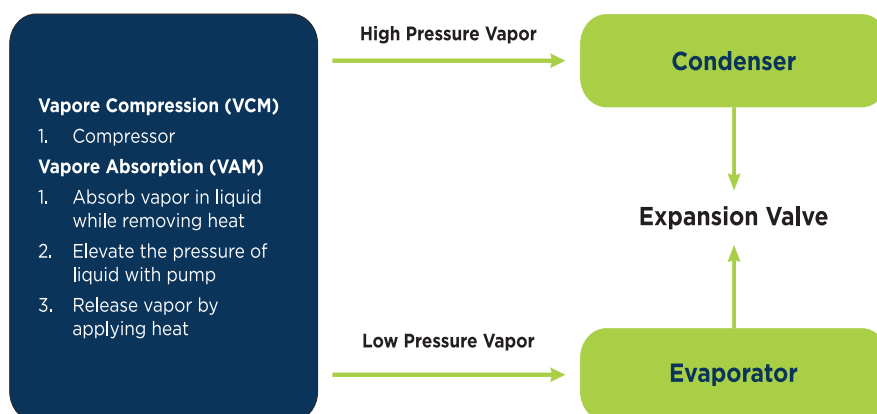 Vapore Compression (VCM)
1. Compressor
Vapore Absorption (VAM)
1. Absorb vapor in liquid
while removing heat
2. Elevate the pressure of
liquid with pump
3. Release vapor by
applying heat
High Pressure Vapor
Condenser
Expansion Valve
Low Pressure Vapor
Evaporator